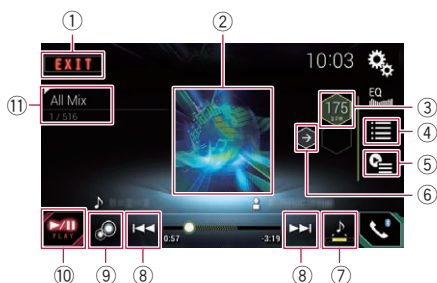 ① ②
EXIT 10:03
EQ
⑪ All Mix
1 / 516
175 ③
BPM
④
⑤
⑥
0:57 -3:19
PLAY
⑩ ⑨ ⑧ ⑧ ⑦